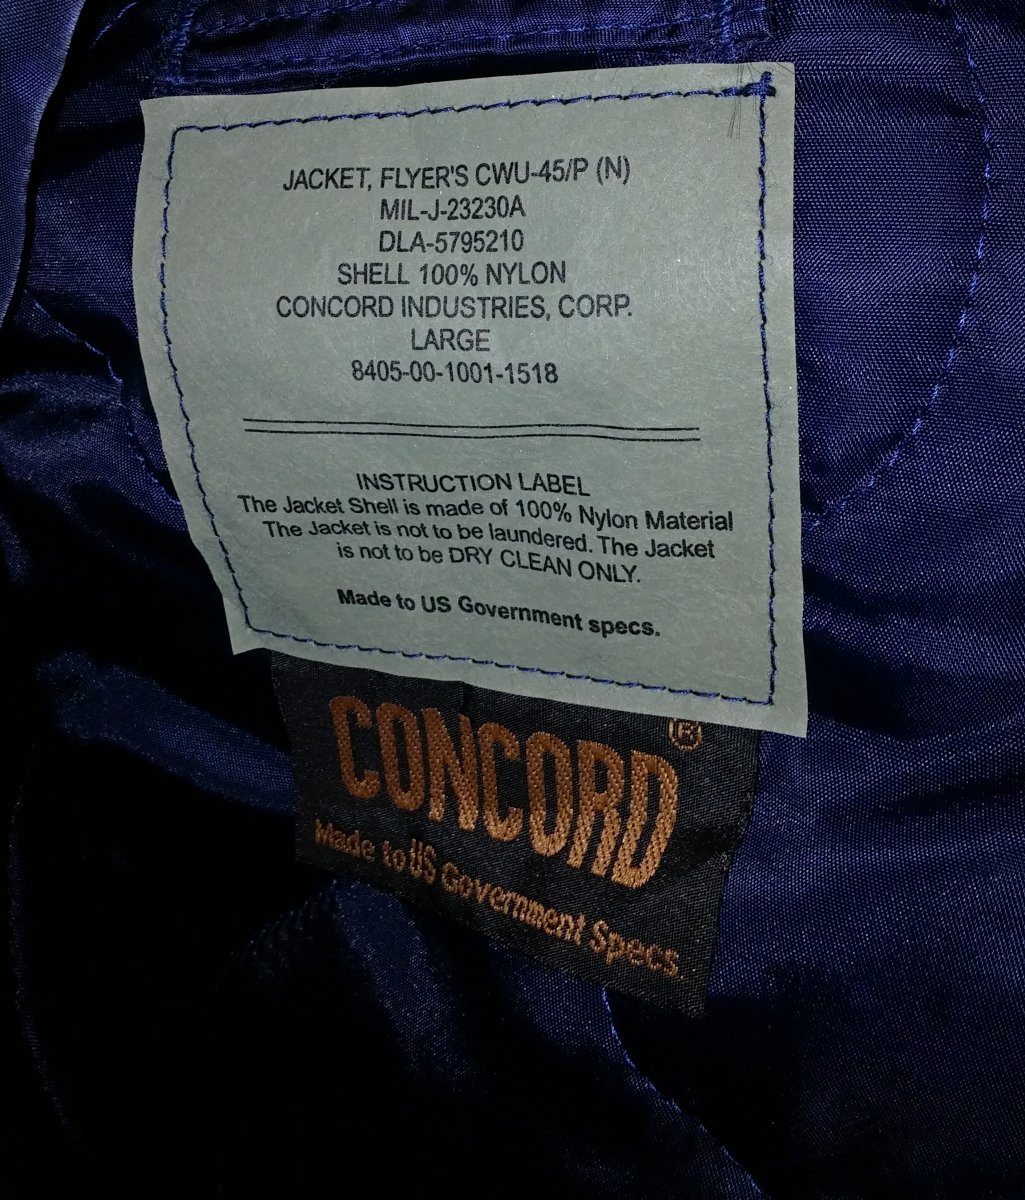 JACKET, FLYER'S CWU-45/P (N)
MIL-J-23230A
DLA-5795210
SHELL 100% NYLON
CONCORD INDUSTRIES, CORP.
LARGE
8405-00-1001-1518
INSTRUCTION LABEL
The Jacket Shell is made of 100% Nylon Material
The Jacket is not to be laundered. The Jacket
is not to be DRY CLEAN ONLY.
Made to US Government specs.
CONCORD ®
Made to US Government Specs.